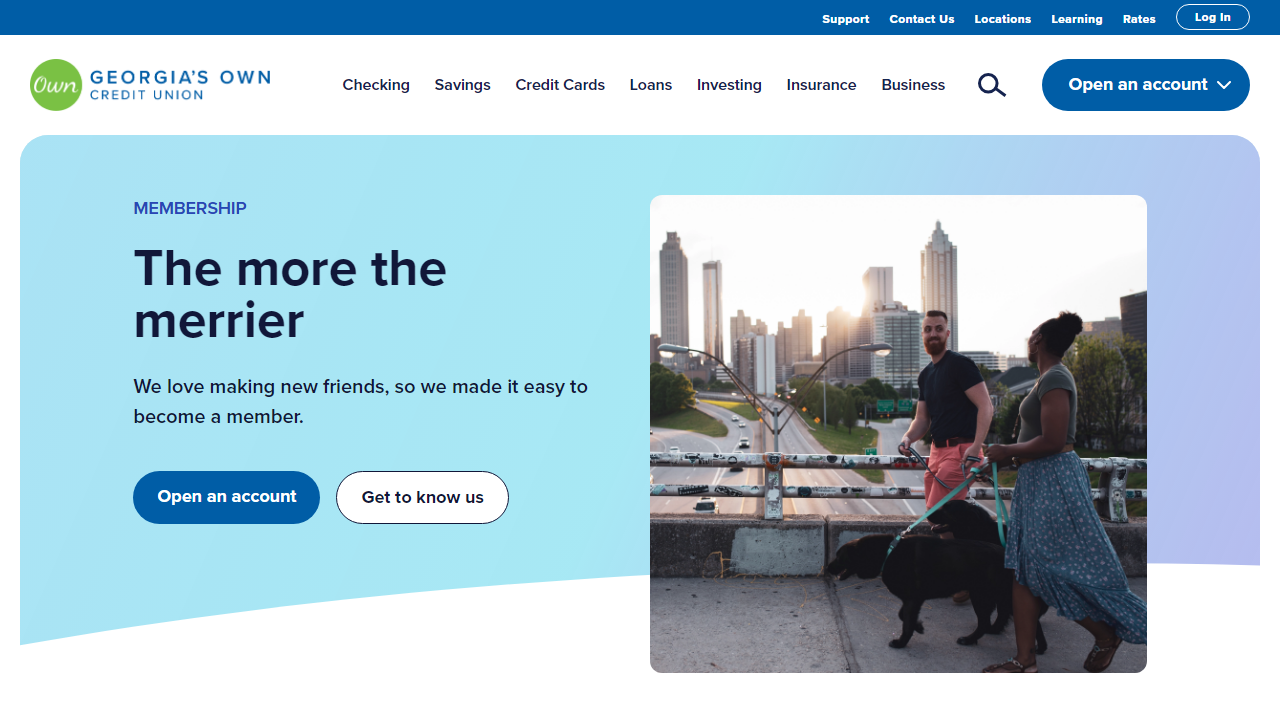 Support Contact Us Locations Learning Rates Log In
Own GEORGIA'S OWN
CREDIT UNION
Checking Savings Credit Cards Loans Investing Insurance Business Open an account
MEMBERSHIP
The more the
merrier
We love making new friends, so we made it easy to
become a member.
Open an account Get to know us